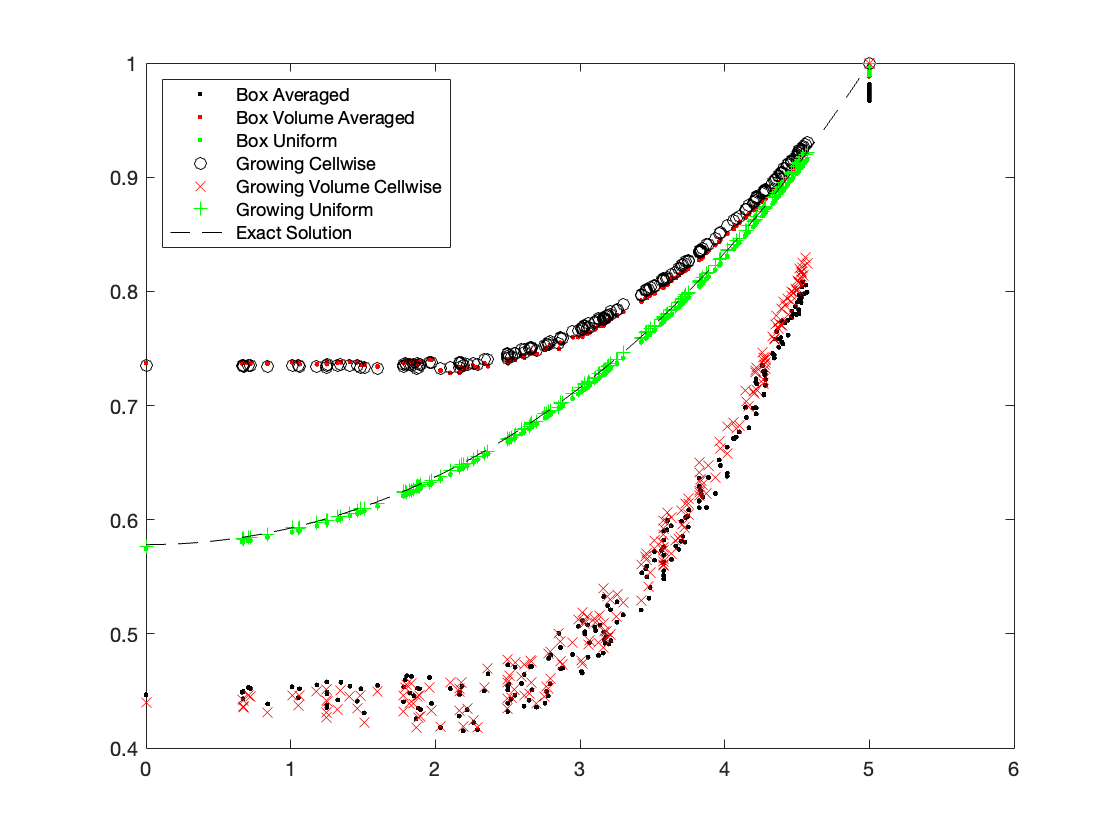 1
0.9
0.8
0.7
0.6
0.5
0.4
Box Averaged
Box Volume Averaged
Box Uniform
Growing Cellwise
Growing Volume Cellwise
Growing Uniform
Exact Solution
0 1 2 3 4 5 6